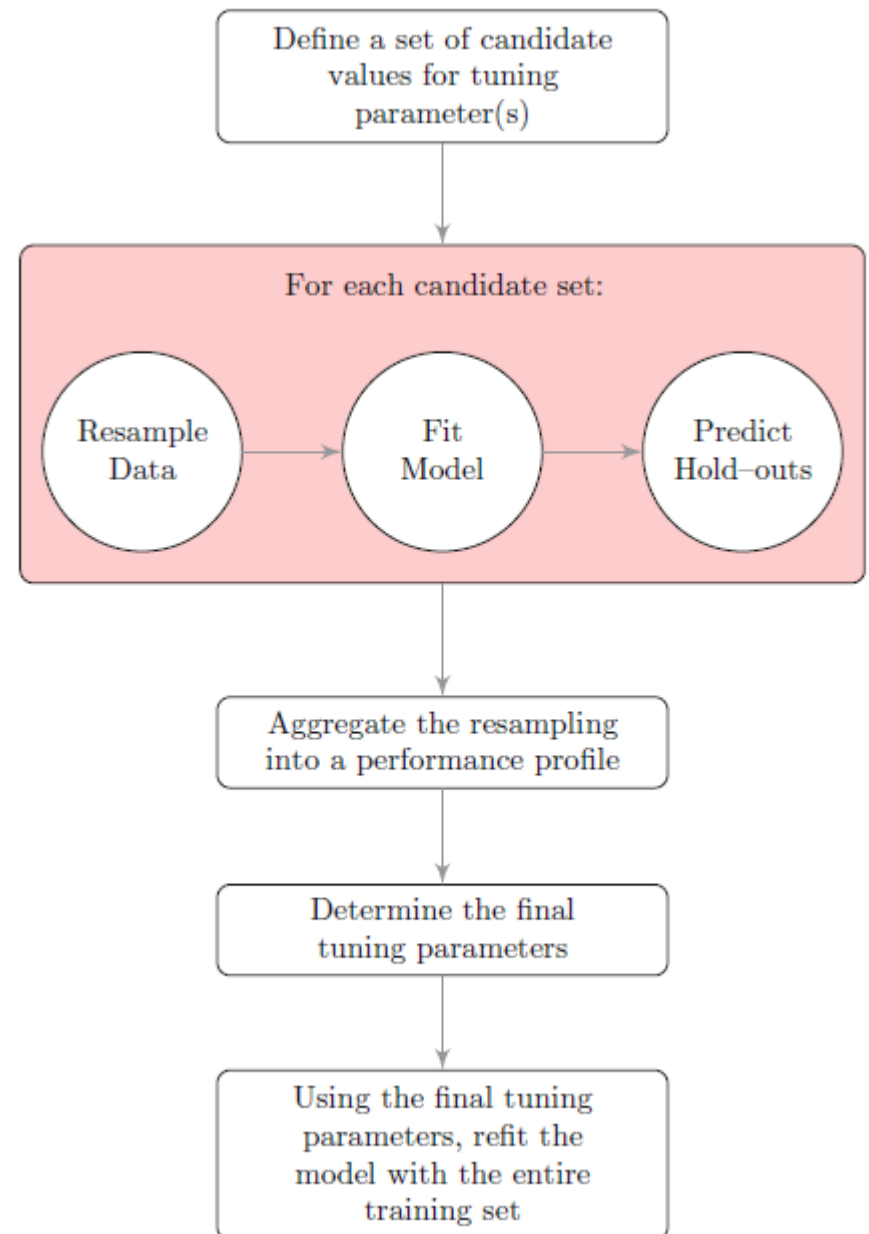 Define a set of candidate
values for tuning
parameter(s)
For each candidate set:
Resample
Data
Fit
Model
Predict
Hold–outs
Aggregate the resampling
into a performance profile
Determine the final
tuning parameters
Using the final tuning
parameters, refit the
model with the entire
training set